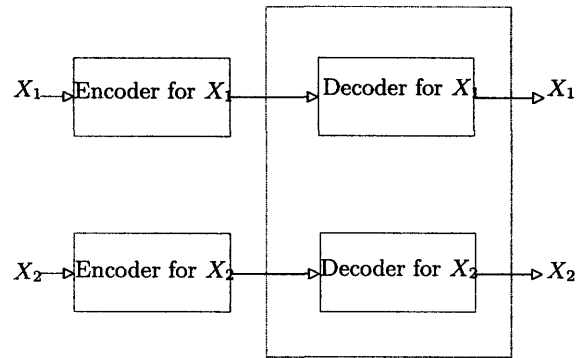 X₁ Encoder for X₁ Decoder for X₁ X₁
X₂ Encoder for X₂ Decoder for X₂ X₂